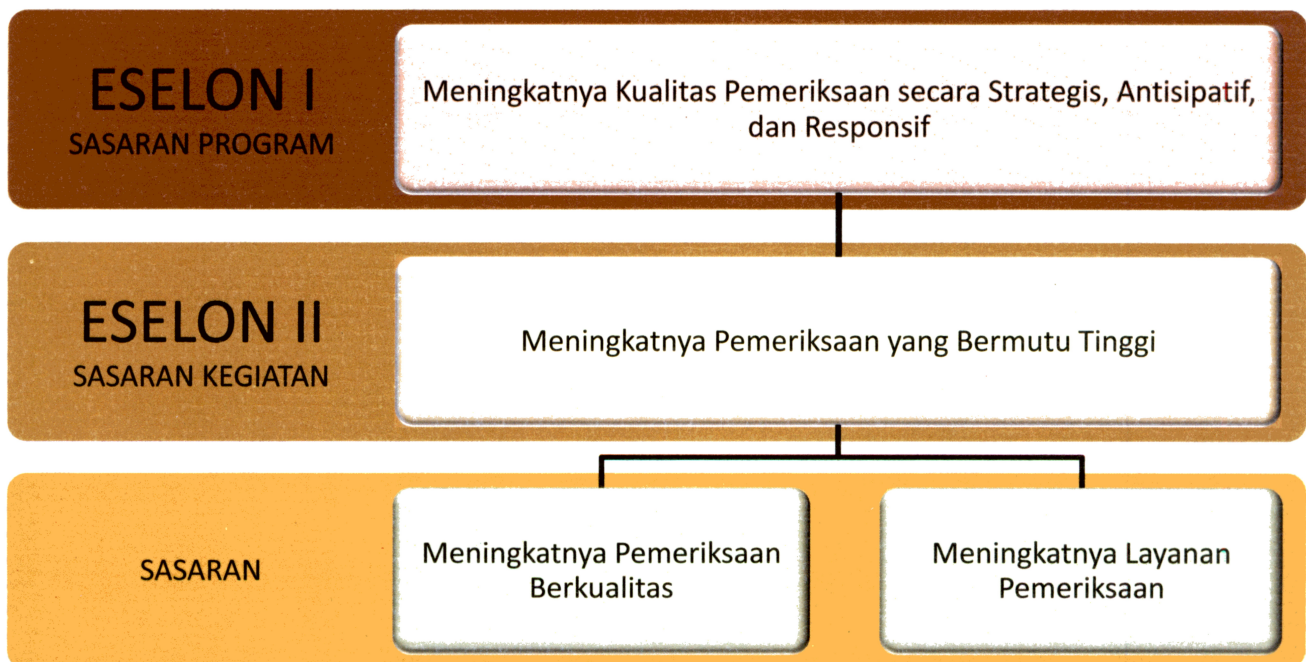 ESELON I
SASARAN PROGRAM
Meningkatnya Kualitas Pemeriksaan secara Strategis, Antisipatif,
dan Responsif
ESELON II
SASARAN KEGIATAN
Meningkatnya Pemeriksaan yang Bermutu Tinggi
SASARAN
Meningkatnya Pemeriksaan
Berkualitas
Meningkatnya Layanan
Pemeriksaan